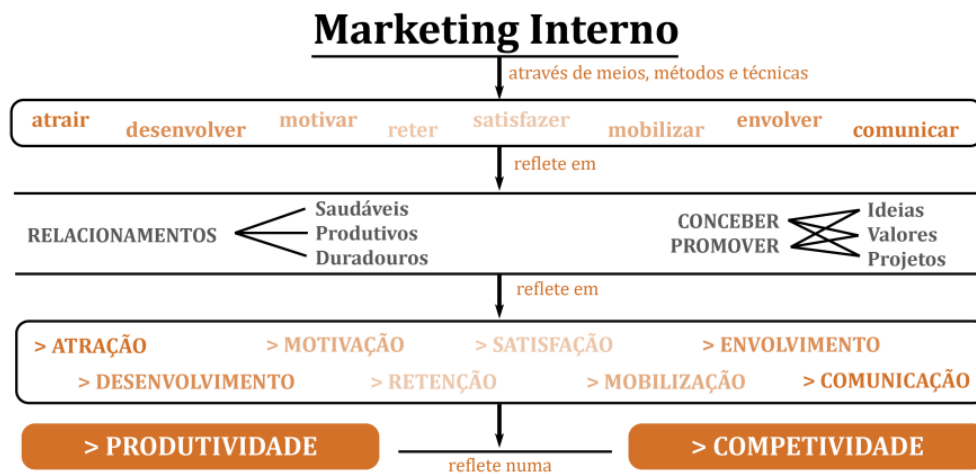 Marketing Interno
através de meios, métodos e técnicas
atrair desenvolver motivar reter satisfazer mobilizar envolver comunicar
reflete em
RELACIONAMENTOS
Saudáveis
Produtivos
Duradouros
CONCEBER
PROMOVER
Ideias
Valores
Projetos
reflete em
> ATRAÇÃO > MOTIVAÇÃO > SATISFAÇÃO > ENVOLVIMENTO
> DESENVOLVIMENTO > RETENÇÃO > MOBILIZAÇÃO > COMUNICAÇÃO
> PRODUTIVIDADE
reflete numa
> COMPETIVIDADE